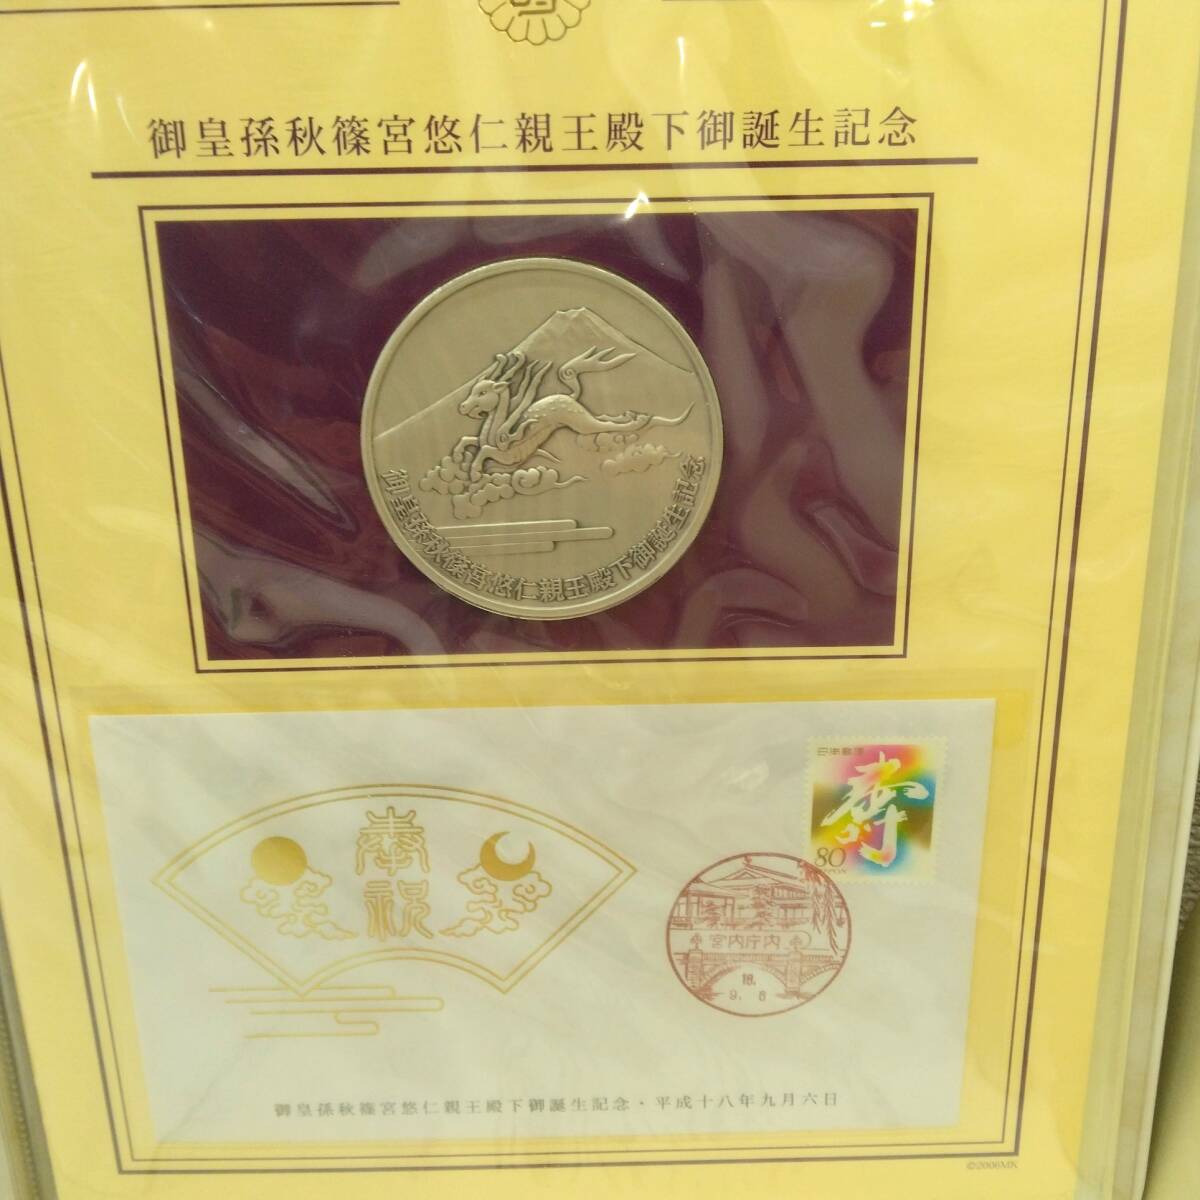 御皇孫秋篠宮悠仁親王殿下御誕生記念
御皇孫秋篠宮悠仁親王殿下御誕生記念
奉祝
日本郵便
壽
80
NIPPON
宮内庁内
18.
9. 6
御皇孫秋篠宮悠仁親王殿下御誕生記念・平成十八年九月六日
©2006MK